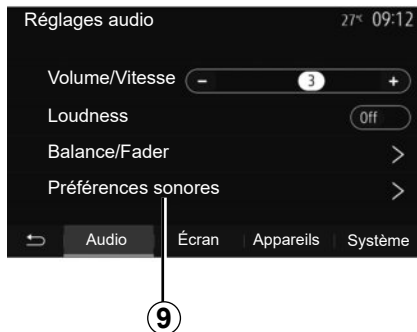 Réglages audio 27°C 09:12
Volume/Vitesse - 3 +
Loudness Off
Balance/Fader >
Préférences sonores >
Audio Écran Appareils Système
9